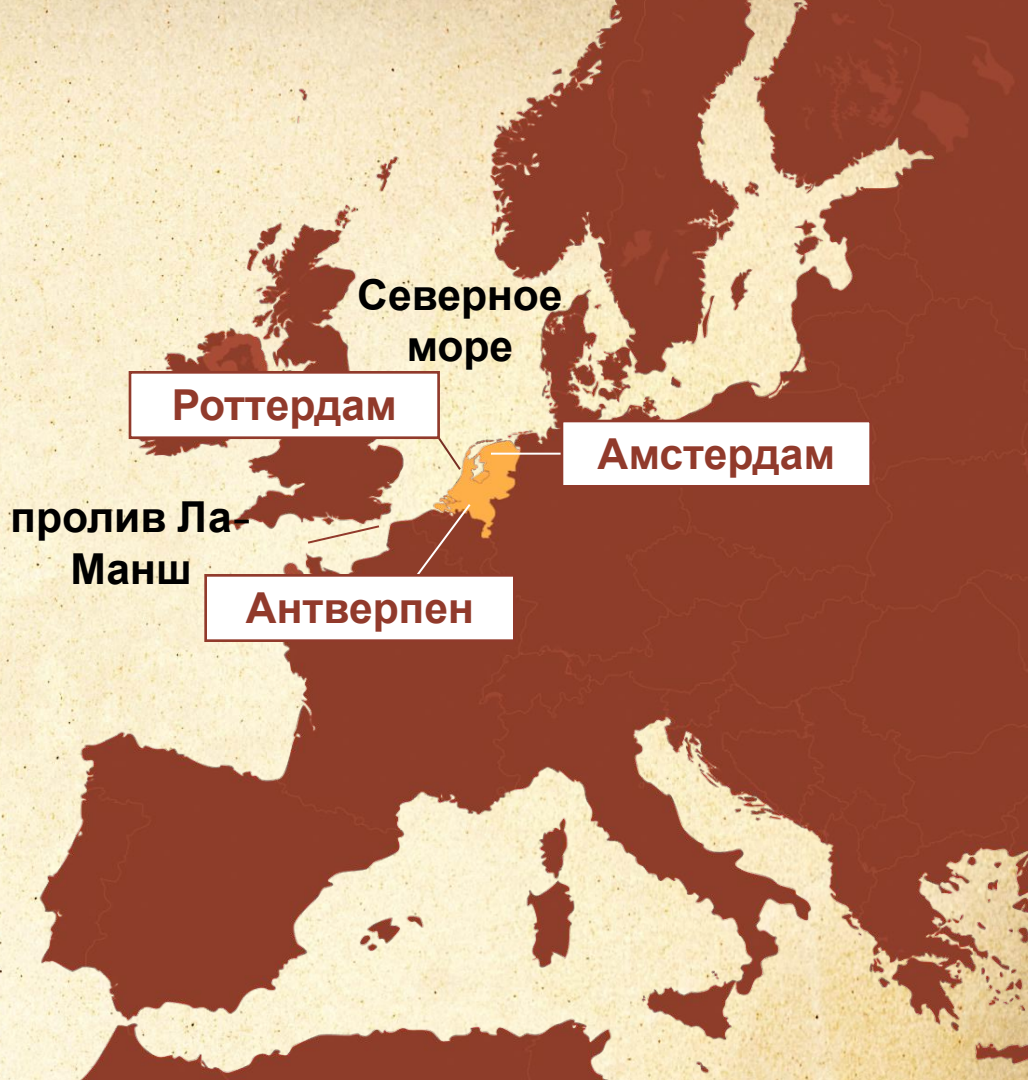 Северное
море
Роттердам
Амстердам
пролив Ла-
Манш
Антверпен